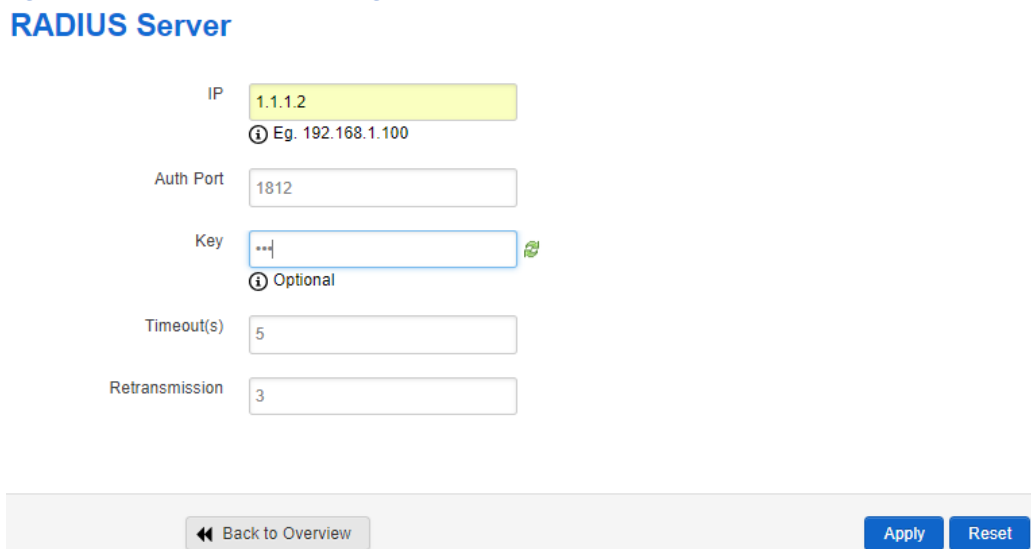 RADIUS Server
IP
1.1.1.2
Eg. 192.168.1.100
Auth Port
1812
Key
•••
Optional
Timeout(s)
5
Retransmission
3
Back to Overview
Apply
Reset